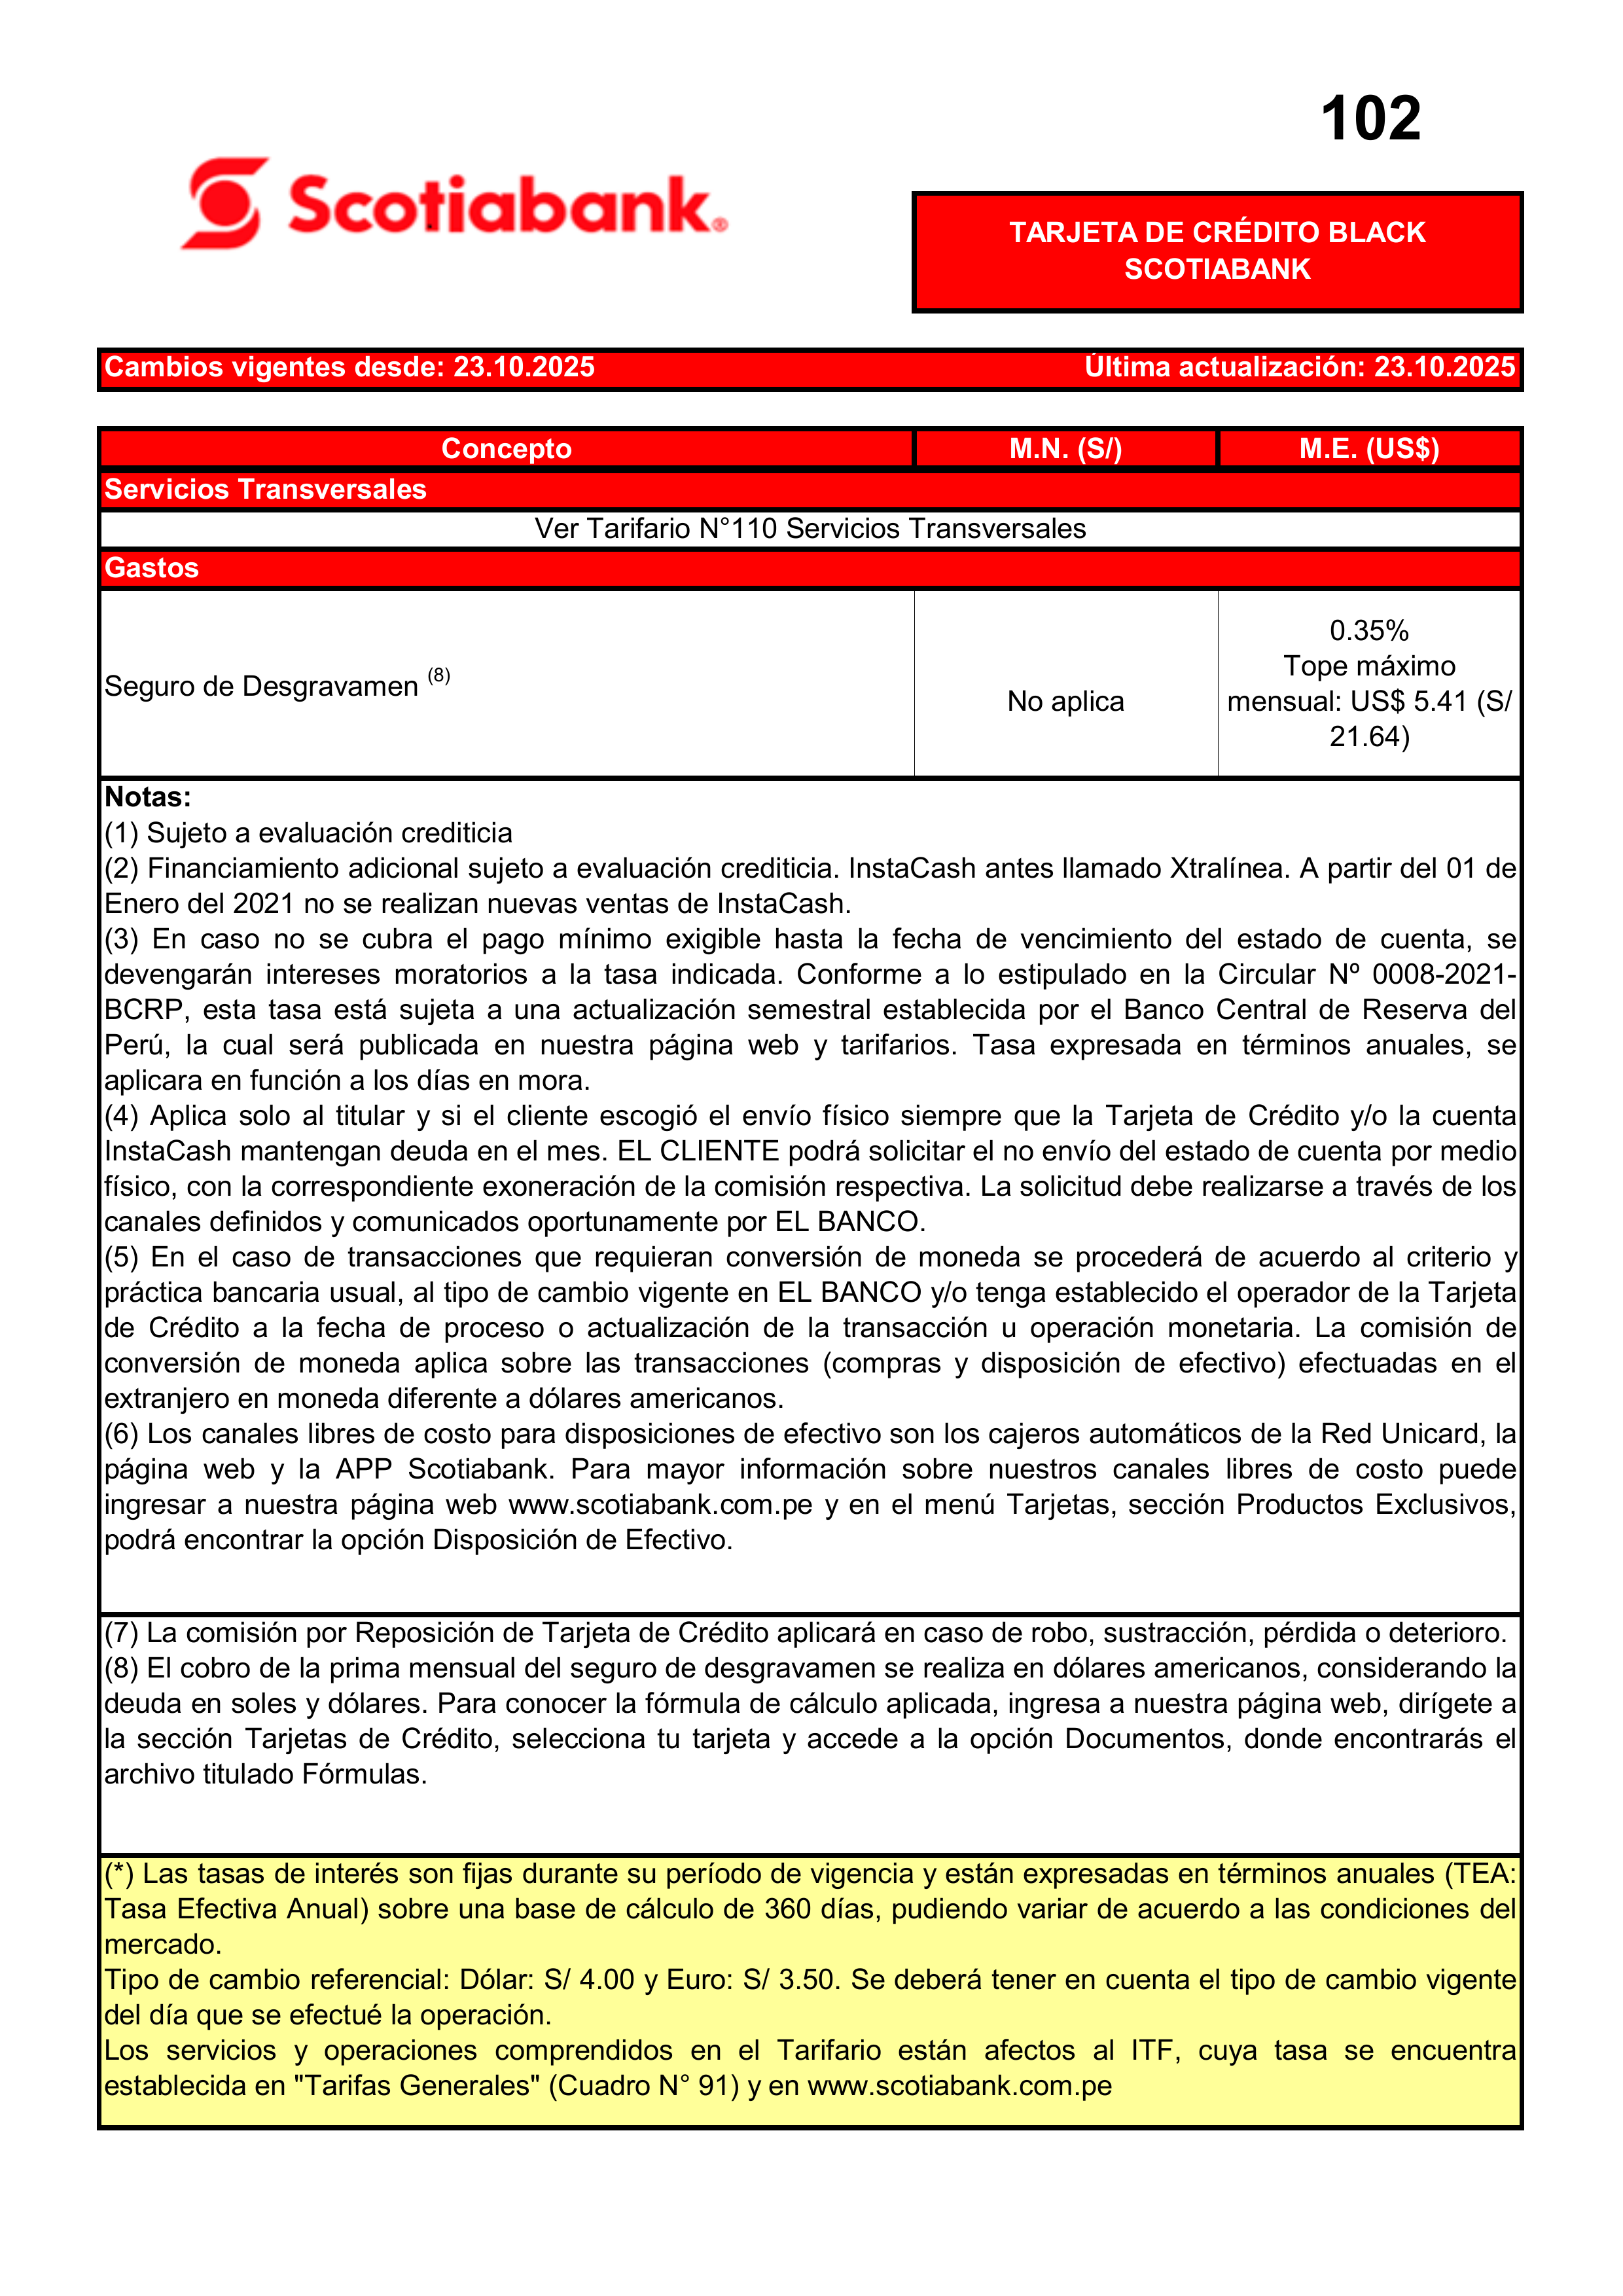 102
Scotiabank®
TARJETA DE CRÉDITO BLACK
SCOTIABANK
Cambios vigentes desde: 23.10.2025 Última actualización: 23.10.2025
Concepto M.N. (S/) M.E. (US$)
Servicios Transversales
Ver Tarifario N°110 Servicios Transversales
Gastos
Seguro de Desgravamen (8)
No aplica
0.35%
Tope máximo
mensual: US$ 5.41 (S/
21.64)
Notas:
(1) Sujeto a evaluación crediticia
(2) Financiamiento adicional sujeto a evaluación crediticia. InstaCash antes llamado Xtralínea. A partir del 01 de
Enero del 2021 no se realizan nuevas ventas de InstaCash.
(3) En caso no se cubra el pago mínimo exigible hasta la fecha de vencimiento del estado de cuenta, se
devengarán intereses moratorios a la tasa indicada. Conforme a lo estipulado en la Circular Nº 0008-2021-
BCRP, esta tasa está sujeta a una actualización semestral establecida por el Banco Central de Reserva del
Perú, la cual será publicada en nuestra página web y tarifarios. Tasa expresada en términos anuales, se
aplicara en función a los días en mora.
(4) Aplica solo al titular y si el cliente escogió el envío físico siempre que la Tarjeta de Crédito y/o la cuenta
InstaCash mantengan deuda en el mes. EL CLIENTE podrá solicitar el no envío del estado de cuenta por medio
físico, con la correspondiente exoneración de la comisión respectiva. La solicitud debe realizarse a través de los
canales definidos y comunicados oportunamente por EL BANCO.
(5) En el caso de transacciones que requieran conversión de moneda se procederá de acuerdo al criterio y
práctica bancaria usual, al tipo de cambio vigente en EL BANCO y/o tenga establecido el operador de la Tarjeta
de Crédito a la fecha de proceso o actualización de la transacción u operación monetaria. La comisión de
conversión de moneda aplica sobre las transacciones (compras y disposición de efectivo) efectuadas en el
extranjero en moneda diferente a dólares americanos.
(6) Los canales libres de costo para disposiciones de efectivo son los cajeros automáticos de la Red Unicard, la
página web y la APP Scotiabank. Para mayor información sobre nuestros canales libres de costo puede
ingresar a nuestra página web www.scotiabank.com.pe y en el menú Tarjetas, sección Productos Exclusivos,
podrá encontrar la opción Disposición de Efectivo.
(7) La comisión por Reposición de Tarjeta de Crédito aplicará en caso de robo, sustracción, pérdida o deterioro.
(8) El cobro de la prima mensual del seguro de desgravamen se realiza en dólares americanos, considerando la
deuda en soles y dólares. Para conocer la fórmula de cálculo aplicada, ingresa a nuestra página web, dirígete a
la sección Tarjetas de Crédito, selecciona tu tarjeta y accede a la opción Documentos, donde encontrarás el
archivo titulado Fórmulas.
(*) Las tasas de interés son fijas durante su período de vigencia y están expresadas en términos anuales (TEA:
Tasa Efectiva Anual) sobre una base de cálculo de 360 días, pudiendo variar de acuerdo a las condiciones del
mercado.
Tipo de cambio referencial: Dólar: S/ 4.00 y Euro: S/ 3.50. Se deberá tener en cuenta el tipo de cambio vigente
del día que se efectué la operación.
Los servicios y operaciones comprendidos en el Tarifario están afectos al ITF, cuya tasa se encuentra
establecida en "Tarifas Generales" (Cuadro N° 91) y en www.scotiabank.com.pe